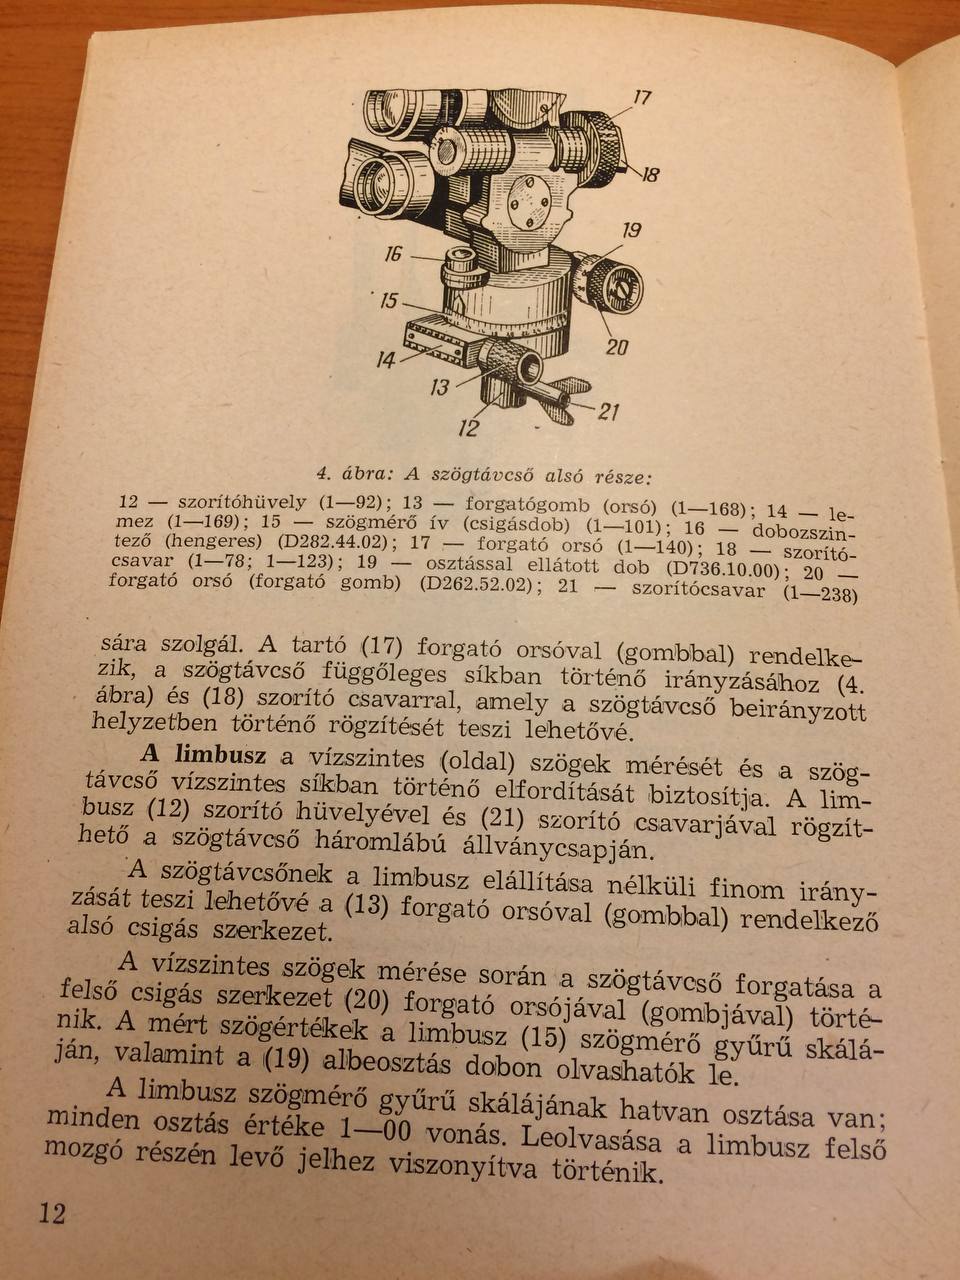 17
18
19
16
15
20
14
13
21
12
4. ábra: A szögtávcső alsó része:
12 — szorítóhüvely (1—92); 13 — forgatógomb (orsó) (1—168); 14 — le-
mez (1—169); 15 — szögmérő ív (csigásdob) (1—101); 16 — dobozszin-
tező (hengeres) (D282.44.02); 17 — forgató orsó (1—140); 18 — szorító-
csavar (1—78; 1—123); 19 — osztással ellátott dob (D736.10.00); 20 —
forgató orsó (forgató gomb) (D262.52.02); 21 — szorítócsavar (1—238)
sára szolgál. A tartó (17) forgató orsóval (gombbal) rendelke-
zik, a szögtávcső függőleges síkban történő irányzásához (4.
ábra) és (18) szorító csavarral, amely a szögtávcső beirányzott
helyzetben történő rögzítését teszi lehetővé.
A limbusz a vízszintes (oldal) szögek mérését és a szög-
távcső vízszintes síkban történő elfordítását biztosítja. A lim-
busz (12) szorító hüvelyével és (21) szorító csavarjával rögzít-
hető a szögtávcső háromlábú állványcsapján.
A szögtávcsőnek a limbusz elállítása nélküli finom irány-
zását teszi lehetővé a (13) forgató orsóval (gombbal) rendelkező
alsó csigás szerkezet.
A vízszintes szögek mérése során a szögtávcső forgatása a
felső csigás szerkezet (20) forgató orsójával (gombjával) törté-
nik. A mért szögértékek a limbusz (15) szögmérő gyűrű skálá-
ján, valamint a (19) albeosztás dobon olvashatók le.
A limbusz szögmérő gyűrű skálájának hatvan osztása van;
minden osztás értéke 1—00 vonás. Leolvasása a limbusz felső
mozgó részén levő jelhez viszonyítva történik.
12